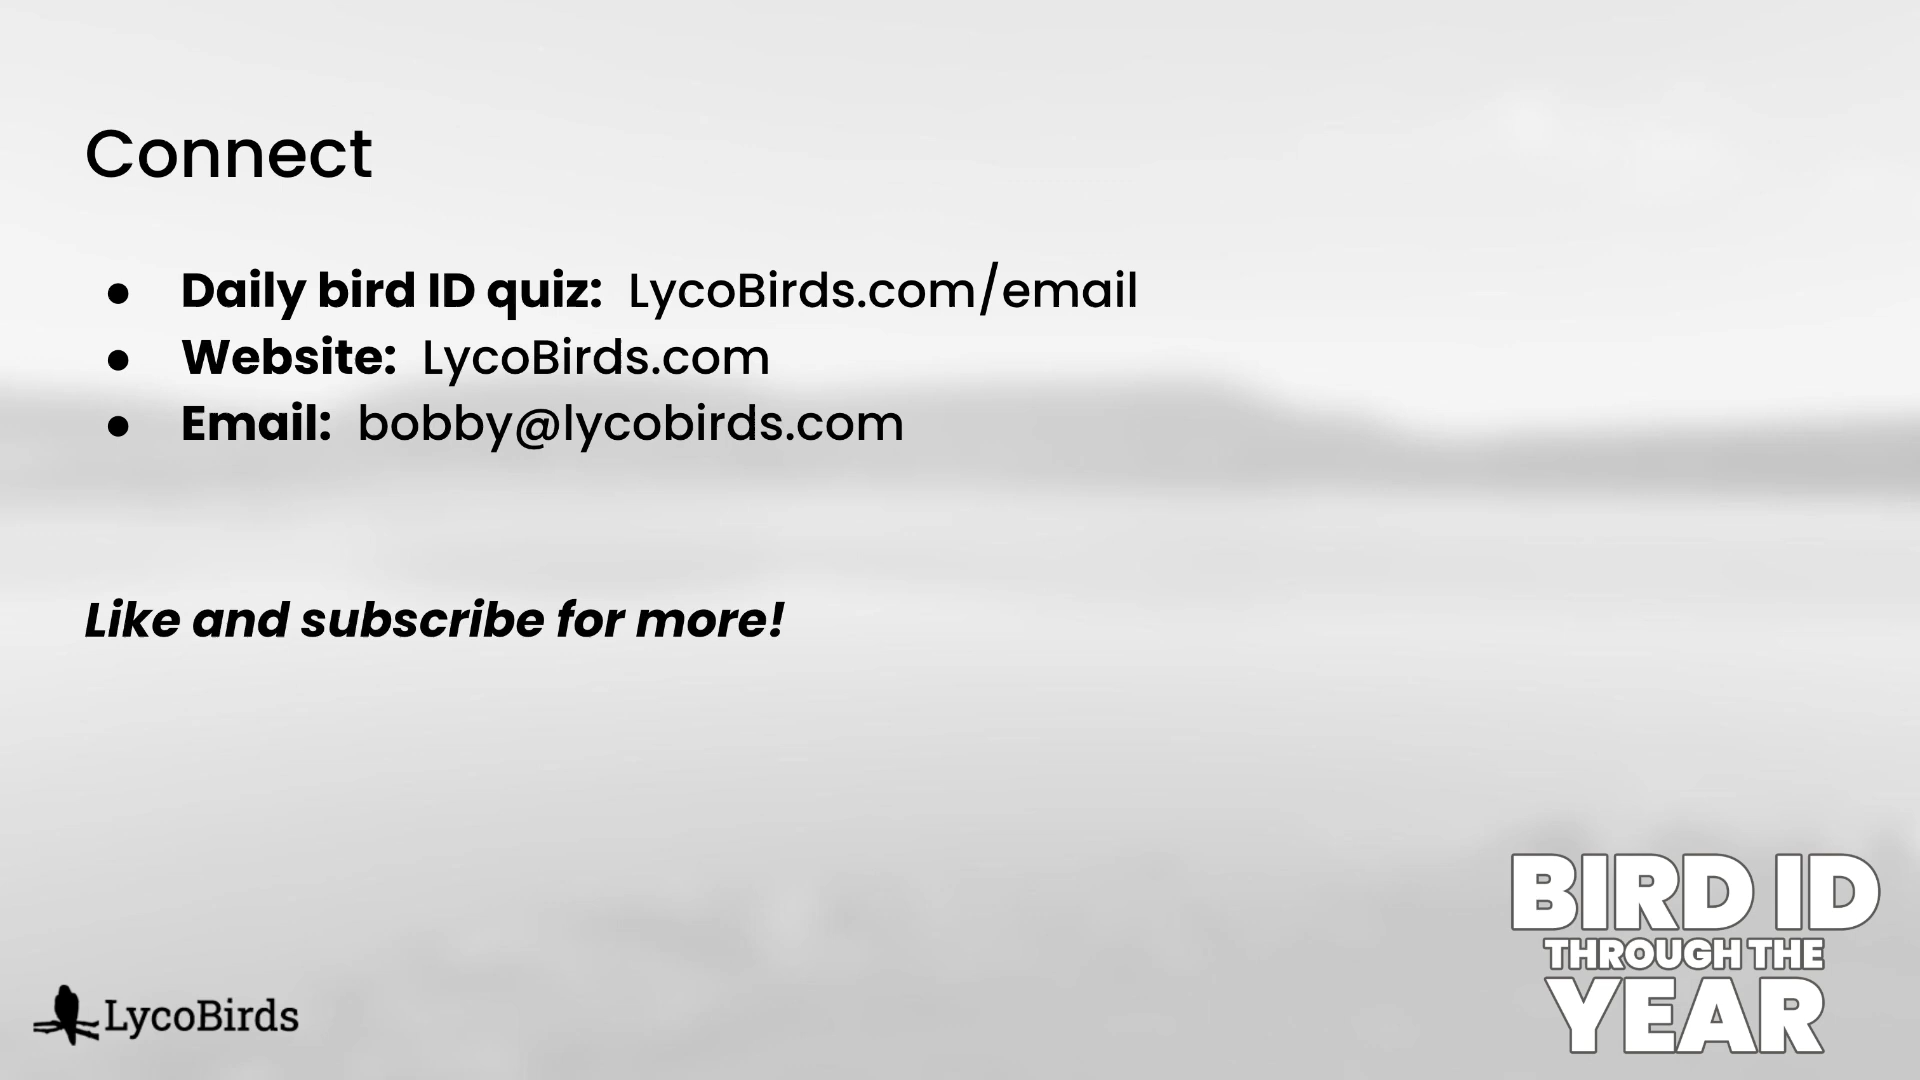 Connect
● Daily bird ID quiz: LycoBirds.com/email
● Website: LycoBirds.com
● Email: bobby@lycobirds.com
Like and subscribe for more!
LycoBirds
BIRD ID
THROUGH THE
YEAR